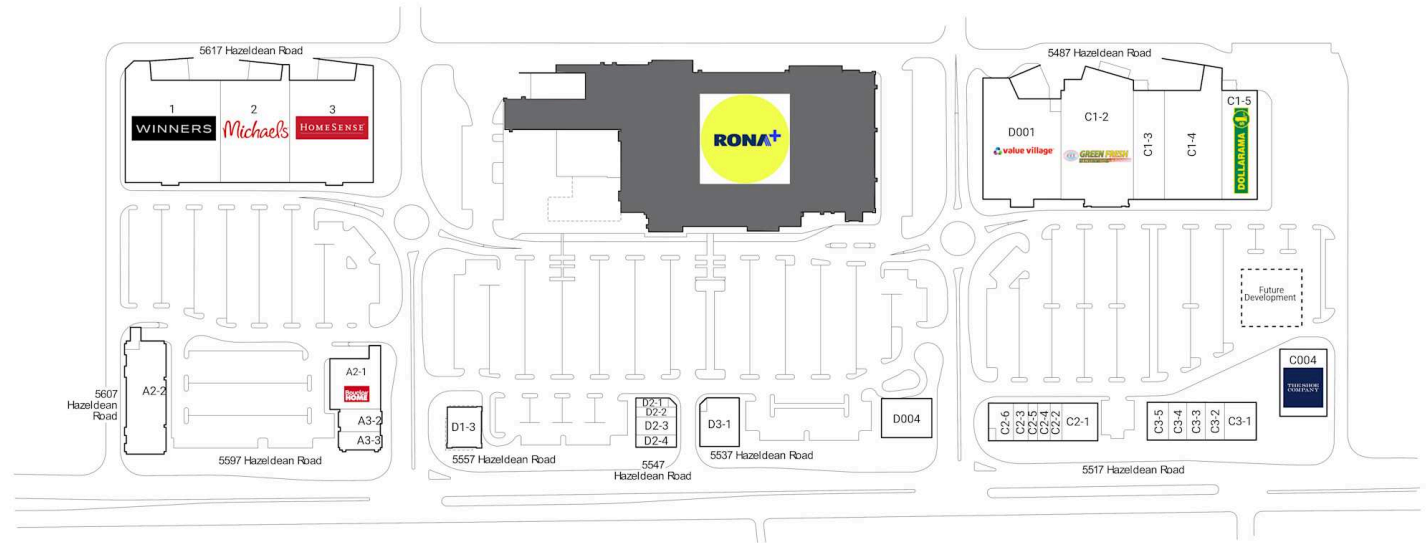 5617 Hazeldean Road
5487 Hazeldean Road
1
WINNERS
2
Michaels
3
HOMESENSE
RONA+
D001
value village
C1-2
GREEN FRESH
C1-3
C1-4
C1-5
DOLLARAMA
Future
Development
5607
Hazeldean
Road
A2-2
A2-1
HOME
A3-2
A3-3
5597 Hazeldean Road
D1-3
5557 Hazeldean Road
D2-1
D2-2
D2-3
D2-4
5547
Hazeldean Road
D3-1
5537 Hazeldean Road
D004
C2-6
C2-3
C2-5
C2-4
C2-2
C2-1
C3-5
C3-4
C3-3
C3-2
C3-1
5517 Hazeldean Road
C004
THE SHOE
COMPANY